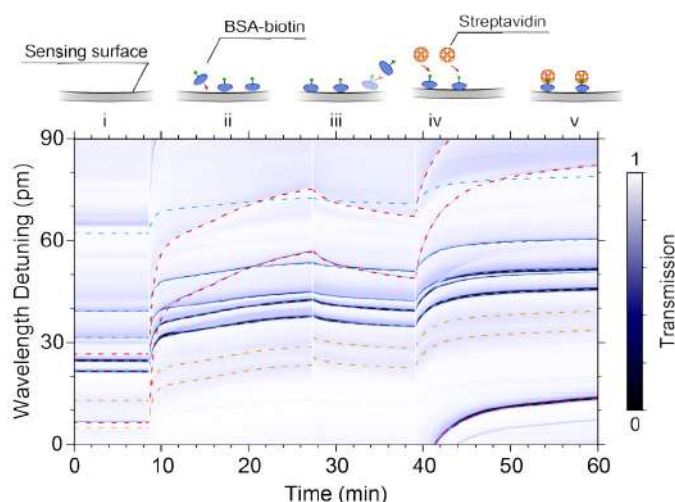 Sensing surface
BSA-biotin
Streptavidin
i
ii
iii
iv
v
90
60
30
0
Wavelength Detuning (pm)
0
10
20
30
40
50
60
Time (min)
1
0
Transmission